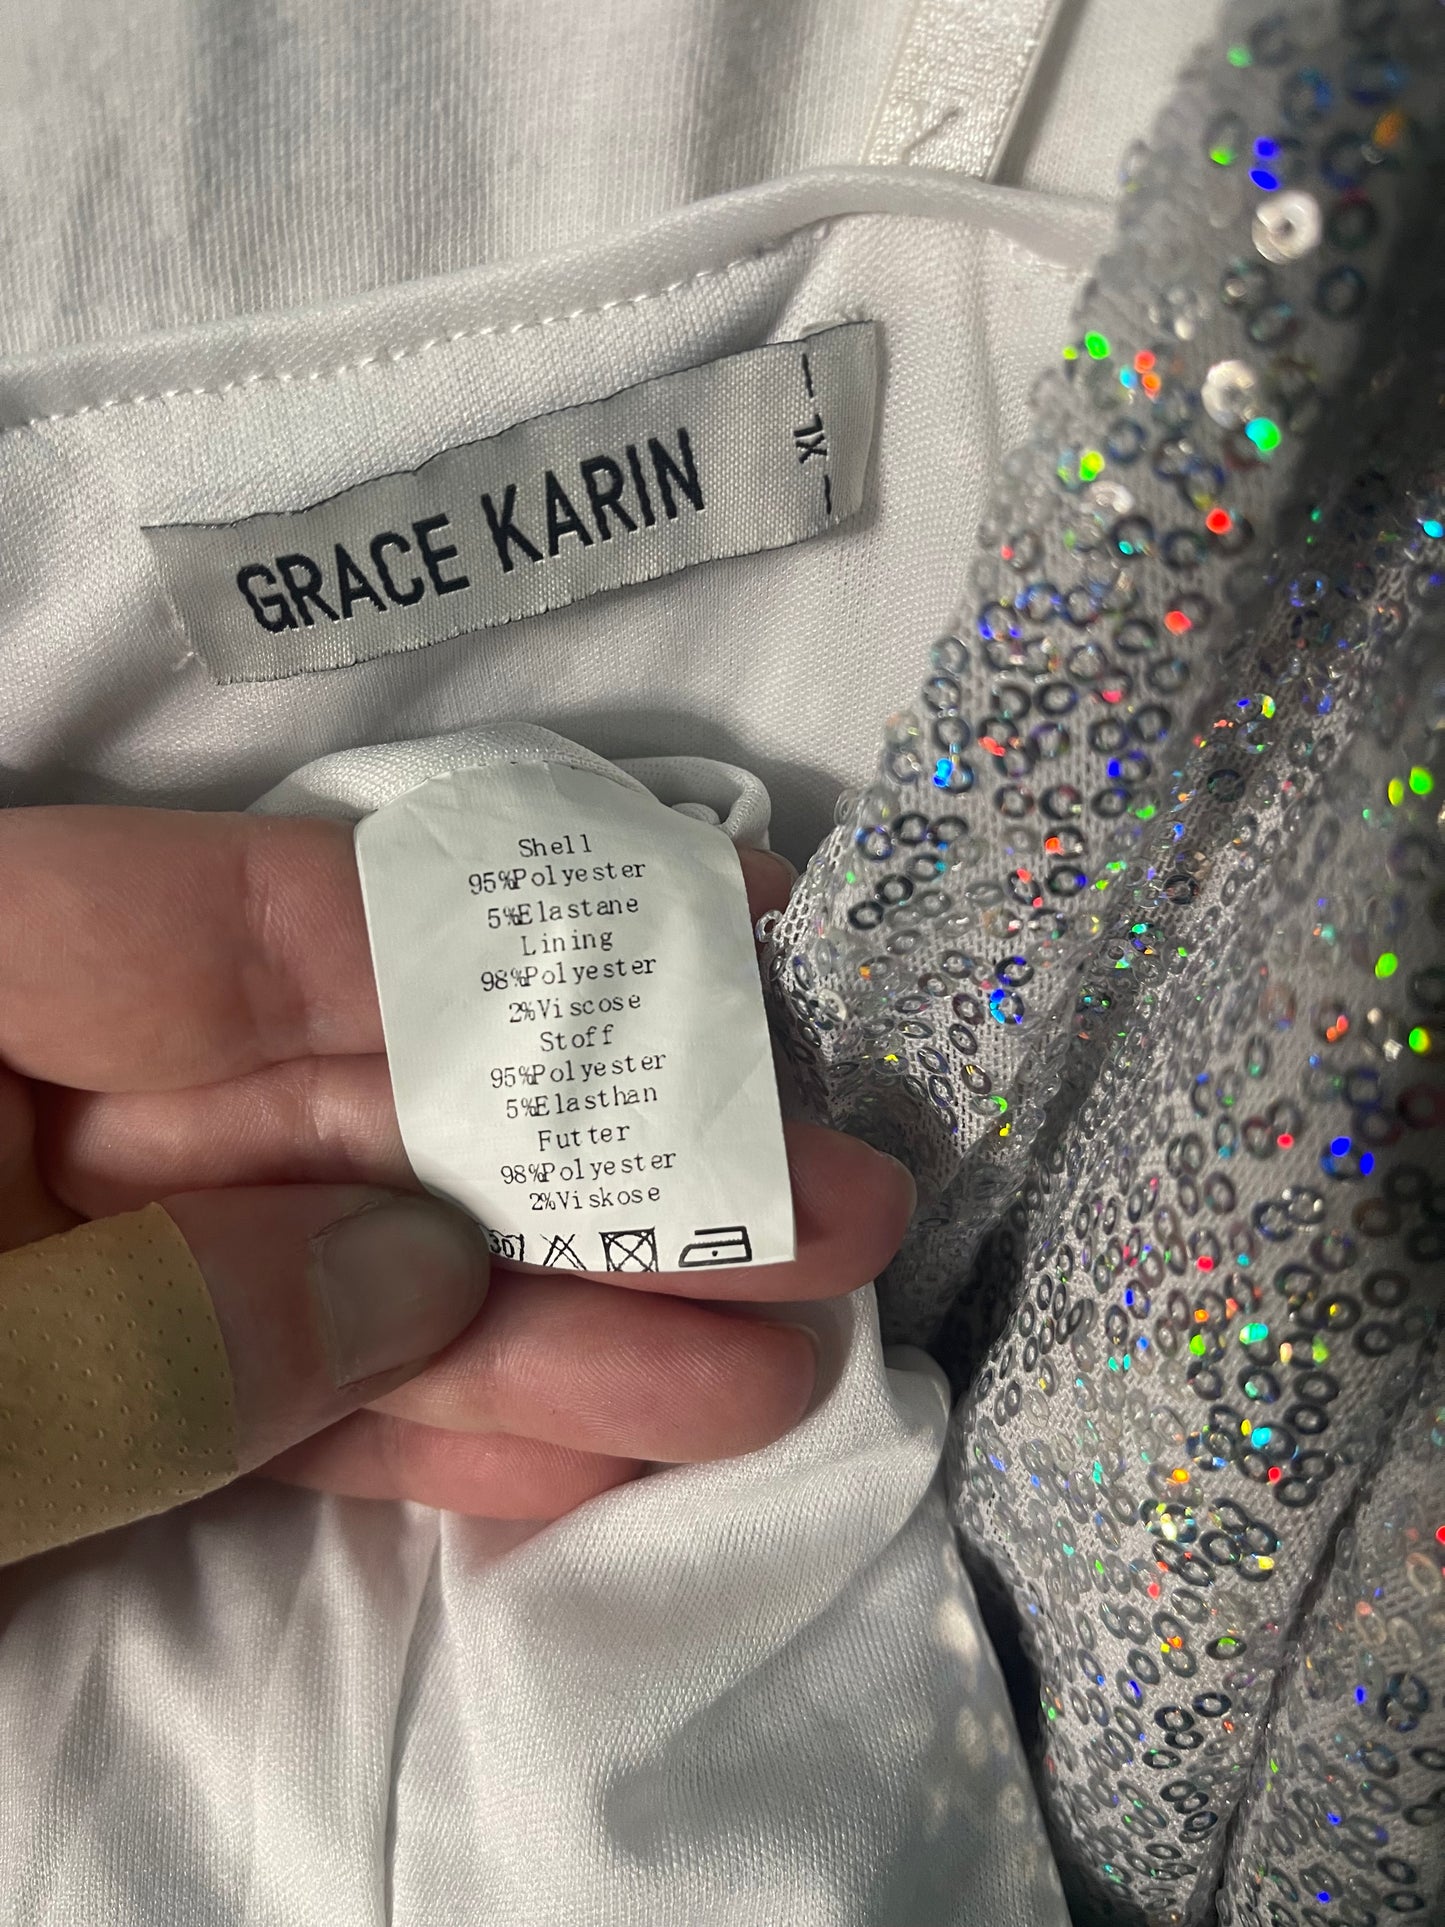 GRACE KARIN
— XL —
Shell
95%Polyester
5%Elastane
Lining
98%Polyester
2%Viscose
Stoff
95%Polyester
5%Elasthan
Futter
98%Polyester
2%Viskose
30